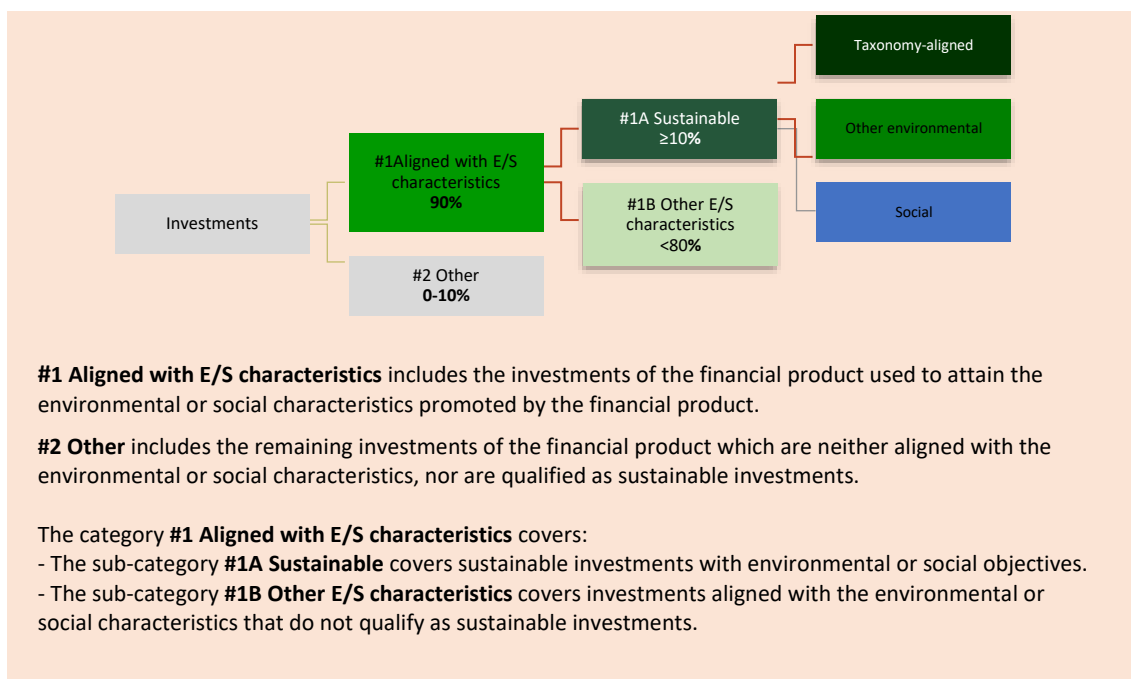 Taxonomy-aligned
#1A Sustainable
≥10%
Other environmental
#1Aligned with E/S
characteristics
90%
#1B Other E/S
characteristics
<80%
Social
Investments
#2 Other
0-10%
#1 Aligned with E/S characteristics includes the investments of the financial product used to attain the
environmental or social characteristics promoted by the financial product.
#2 Other includes the remaining investments of the financial product which are neither aligned with the
environmental or social characteristics, nor are qualified as sustainable investments.
The category #1 Aligned with E/S characteristics covers:
- The sub-category #1A Sustainable covers sustainable investments with environmental or social objectives.
- The sub-category #1B Other E/S characteristics covers investments aligned with the environmental or
social characteristics that do not qualify as sustainable investments.